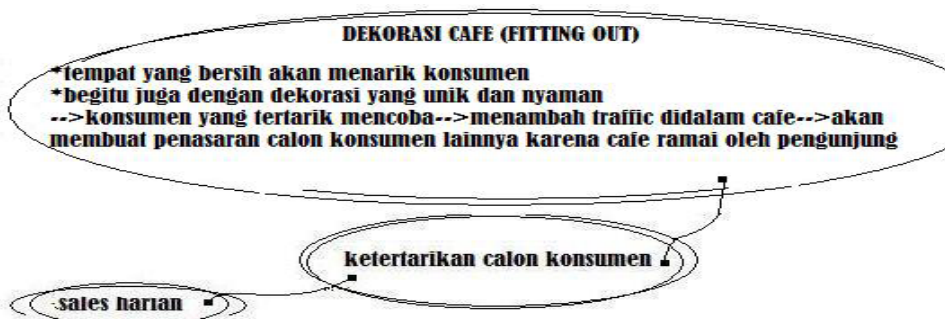 DEKORASI CAFE (FITTING OUT)
*tempat yang bersih akan menarik konsumen
*begitu juga dengan dekorasi yang unik dan nyaman
-->konsumen yang tertarik mencoba-->menambah traffic didalam cafe-->akan
membuat penasaran calon konsumen lainnya karena cafe ramai oleh pengunjung
ketertarikan calon konsumen
sales harian